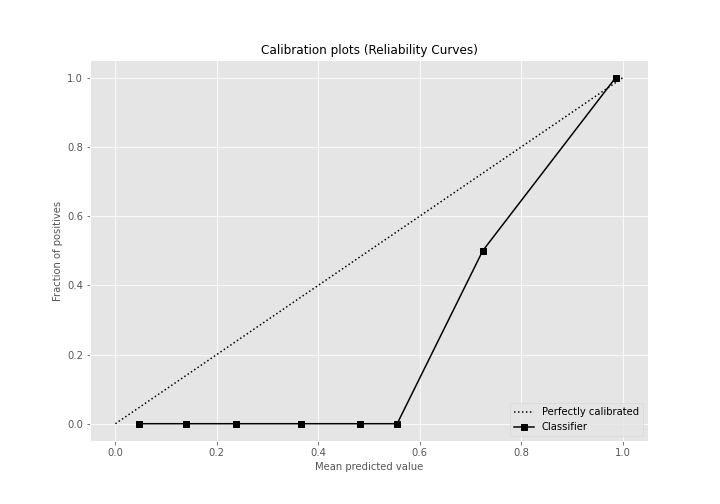 Calibration plots (Reliability Curves)
1.0
0.8
0.6
0.4
0.2
0.0
Fraction of positives
0.0 0.2 0.4 0.6 0.8 1.0
Mean predicted value
Perfectly calibrated
Classifier